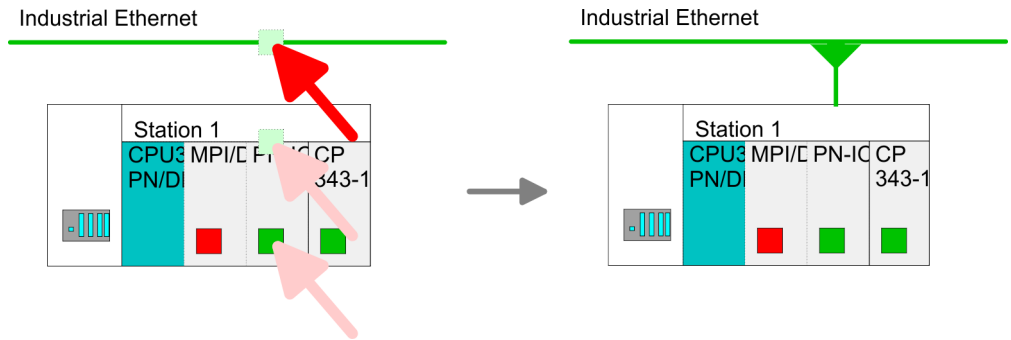 Industrial Ethernet
Station 1
CPU3 MPI/D CP
PN/D 343-1
Industrial Ethernet
Station 1
CPU3 MPI/D PN-IO CP
PN/D 343-1